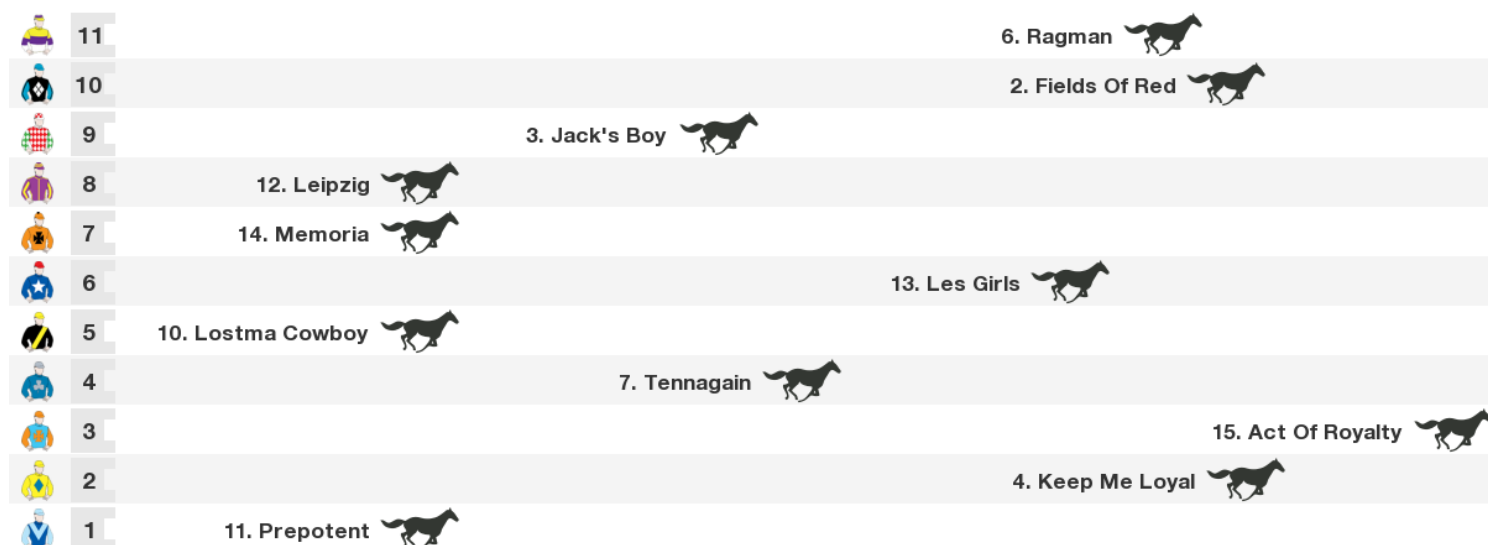 11 6. Ragman
10 2. Fields Of Red
9 3. Jack's Boy
8 12. Leipzig
7 14. Memoria
6 13. Les Girls
5 10. Lostma Cowboy
4 7. Tennagain
3 15. Act Of Royalty
2 4. Keep Me Loyal
1 11. Prepotent